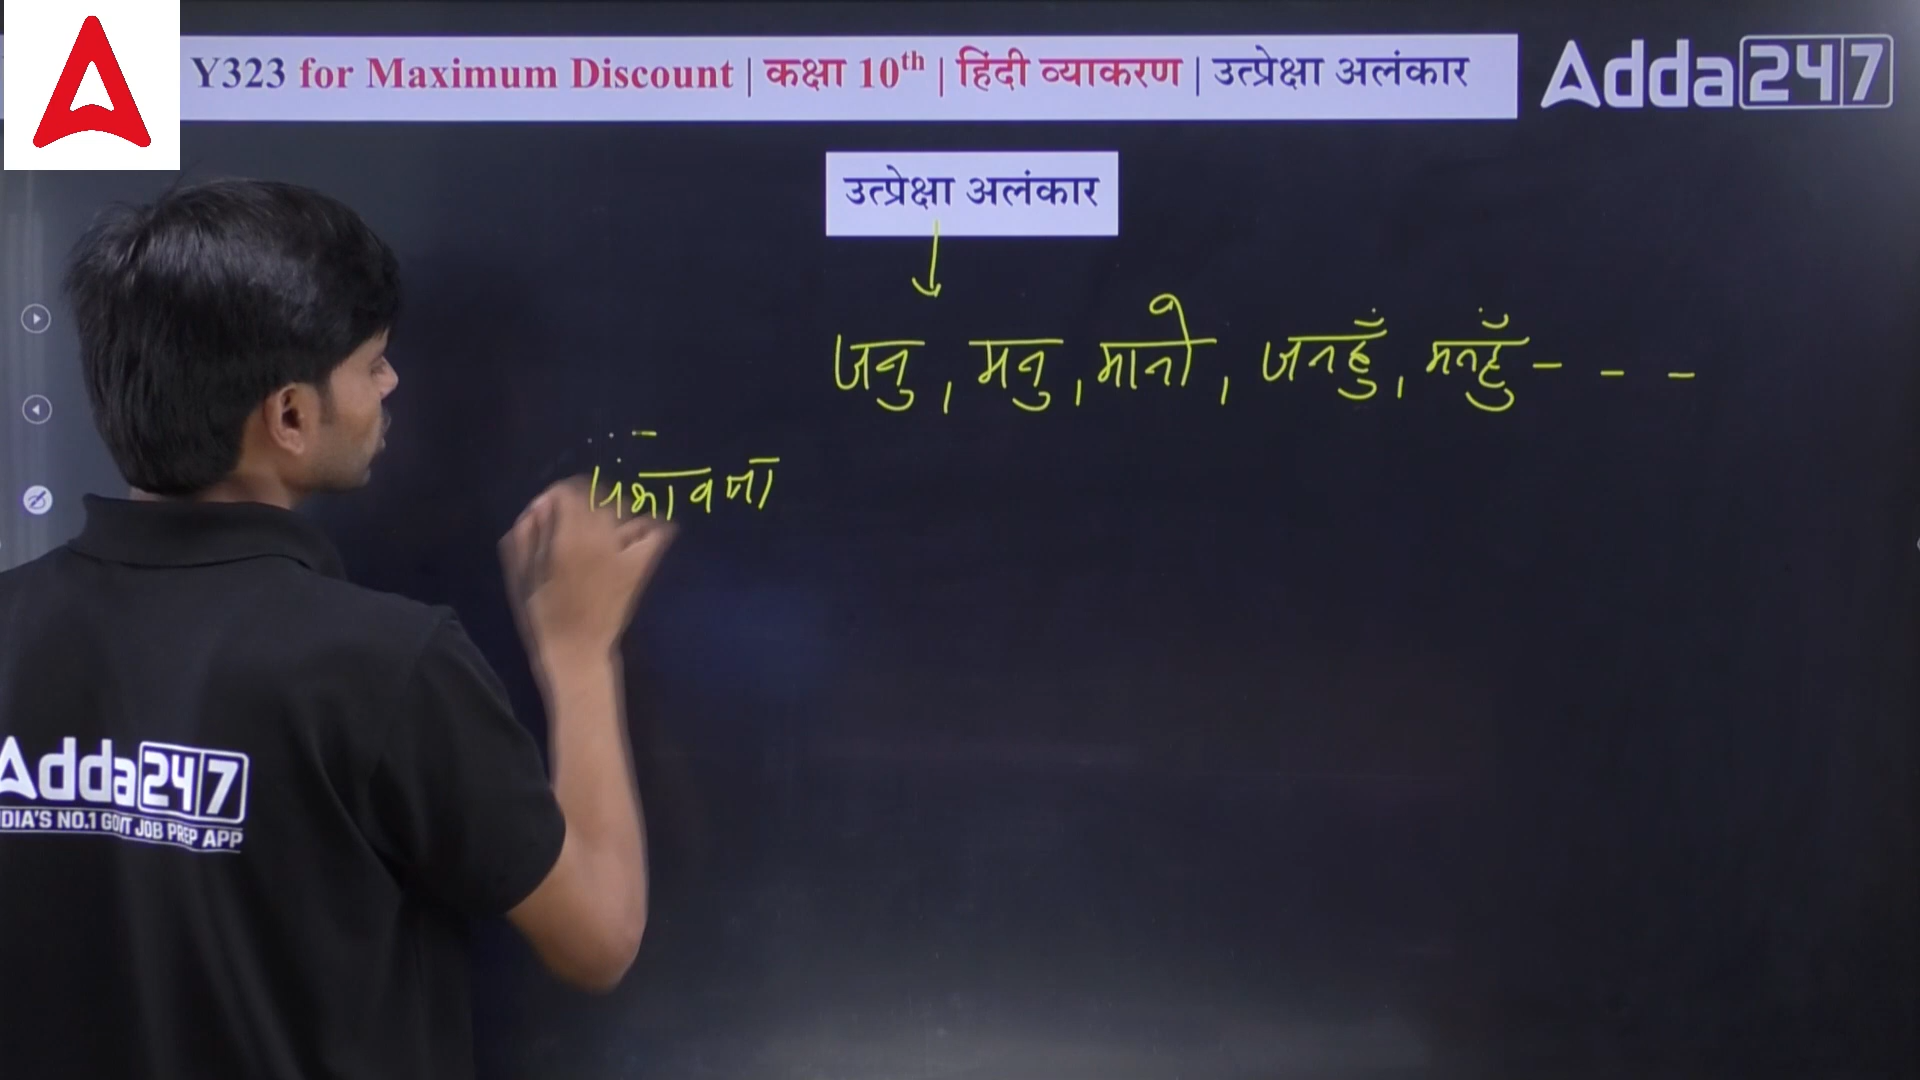 Y323 for Maximum Discount | कक्षा 10th | हिंदी व्याकरण | उत्प्रेक्षा अलंकार
Adda247
उत्प्रेक्षा अलंकार
जनु, मनु, मानो, जनहुँ, मनहुँ - - -
संभावना
Adda247
DIA'S NO.1 GOVT JOB PREP APP